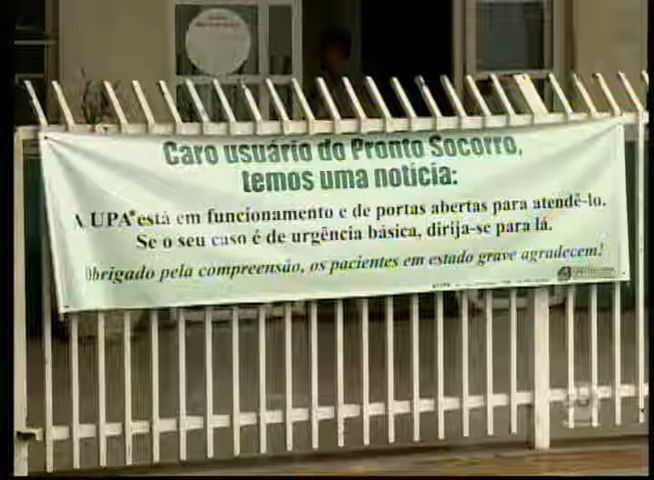 Caro usuário do Pronto Socorro,
temos uma notícia:
A UPA* está em funcionamento e de portas abertas para atendê-lo.
Se o seu caso é de urgência básica, dirija-se para lá.
Obrigado pela compreensão, os pacientes em estado grave agradecem!